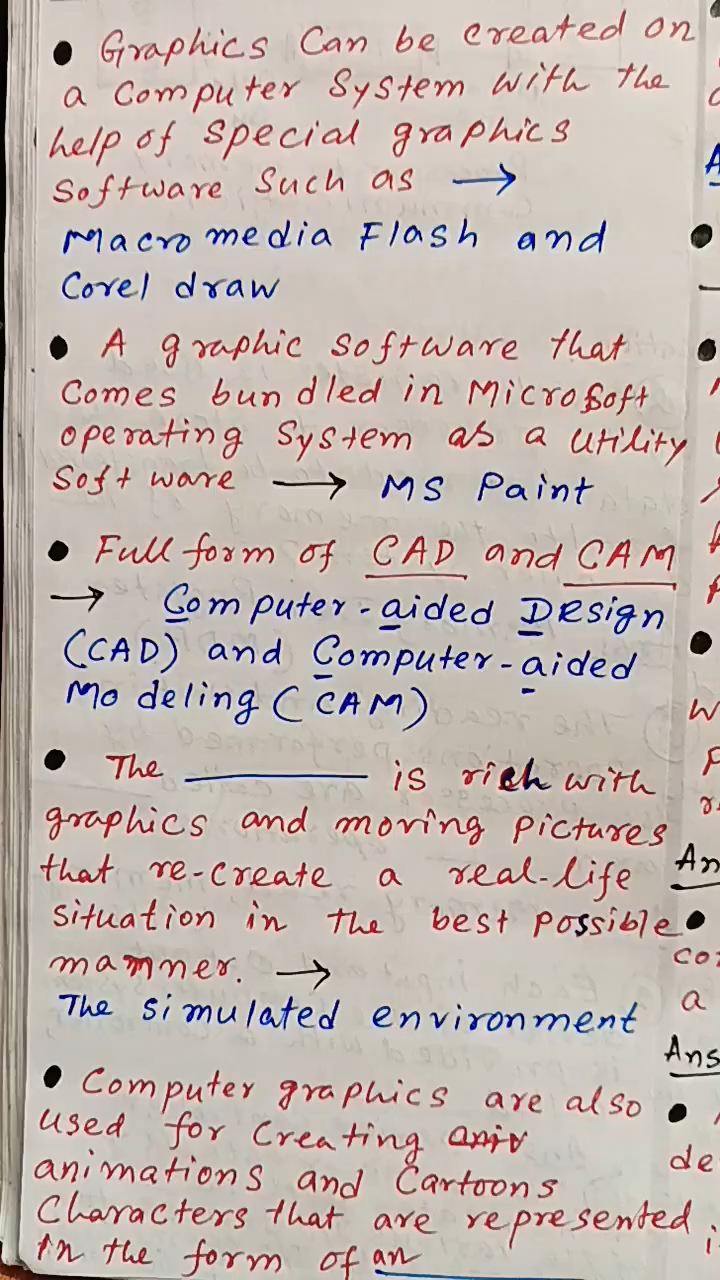 • Graphics Can be created on
a Computer System with the
help of Special graphics
Software Such as →
Macromedia Flash and
Corel draw
• A graphic software that
Comes bundled in Microsoft
operating System as a utility
Software → MS Paint
• Full form of CAD and CAM
→ Computer-aided Design
(CAD) and Computer-aided
Modeling (CAM)
• The ________ is rich with
graphics and moving pictures
that re-create a real-life
situation in the best possible
manner. →
The simulated environment
• Computer graphics are also
used for Creating
animations and Cartoons
Characters that are represented
in the form of an
Ans